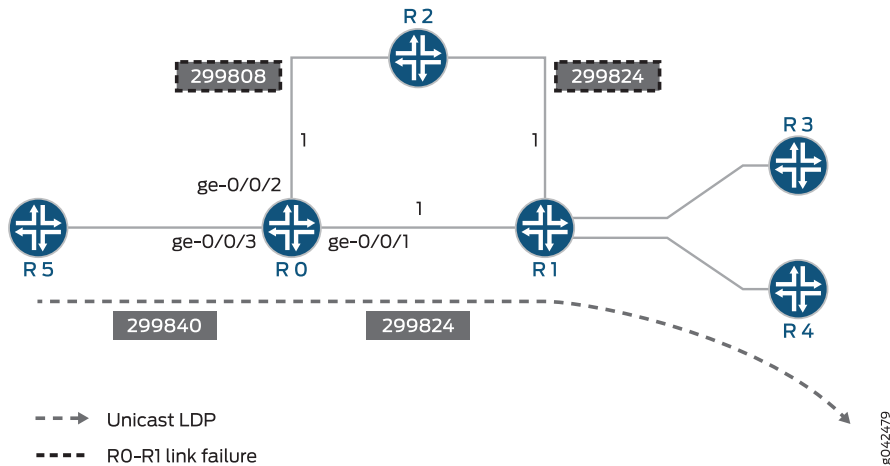 R 2
299808
299824
R 3
1
1
ge-0/0/2
1
ge-0/0/3
ge-0/0/1
R 5
R 0
R 1
R 4
299840
299824
Unicast LDP
R0-R1 link failure
g042479